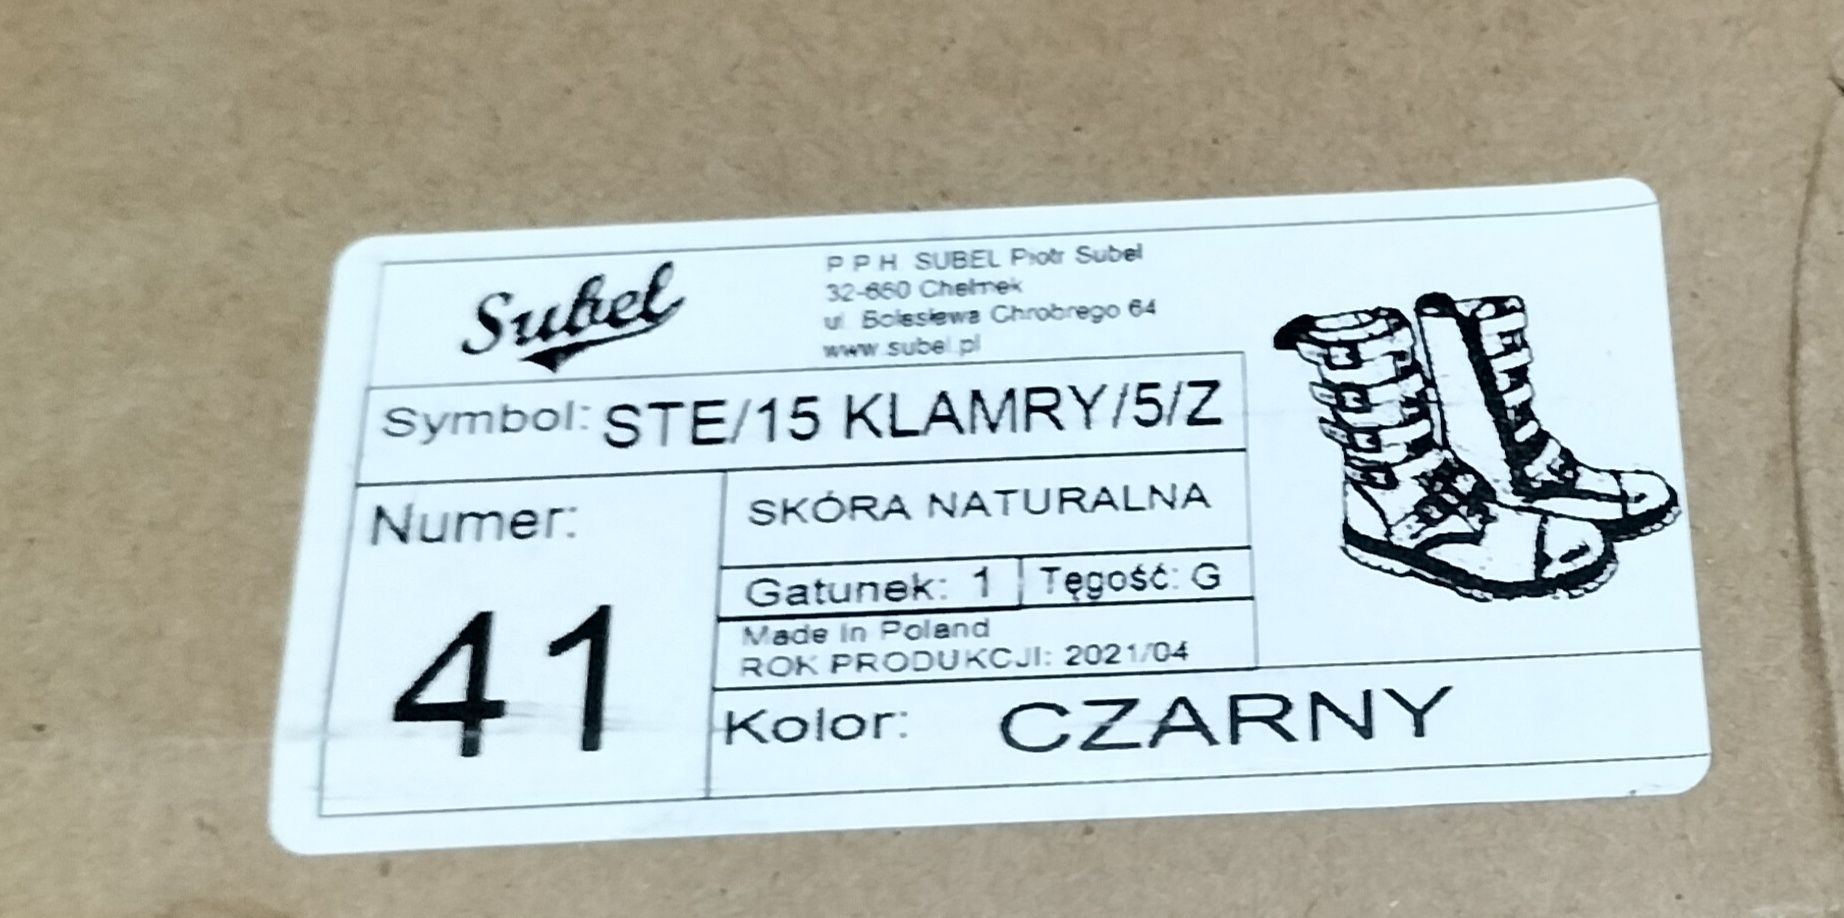 Subel
P P H SUBEL Piotr Subel
32-660 Chełmek
ul. Bolesława Chrobrego 64
www.subel.pl
Symbol: STE/15 KLAMRY/5/Z
Numer:
41
SKÓRA NATURALNA
Gatunek: 1 Tęgość: G
Made In Poland
ROK PRODUKCJI: 2021/04
Kolor: CZARNY